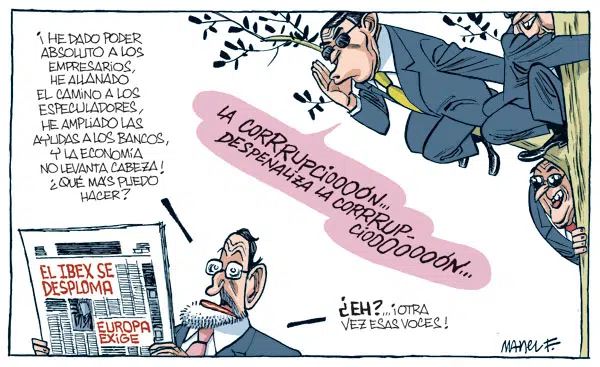 ¡HE DADO PODER
ABSOLUTO A LOS
EMPRESARIOS,
HE ALLANADO
EL CAMINO A LOS
ESPECULADORES,
HE AMPLIADO LAS
AYUDAS A LOS BANCOS,
Y LA ECONOMÍA
NO LEVANTA CABEZA!
¿QUÉ MÁS PUEDO
HACER?
LA CORRRUPCIOOOÓN...
DESPENALIZA LA CORRRUP-
CIOOOOOOÓN...
EL IBEX SE
DESPLOMA
EUROPA
EXIGE
¿EH?...¡OTRA
VEZ ESAS VOCES!
MANEL F.